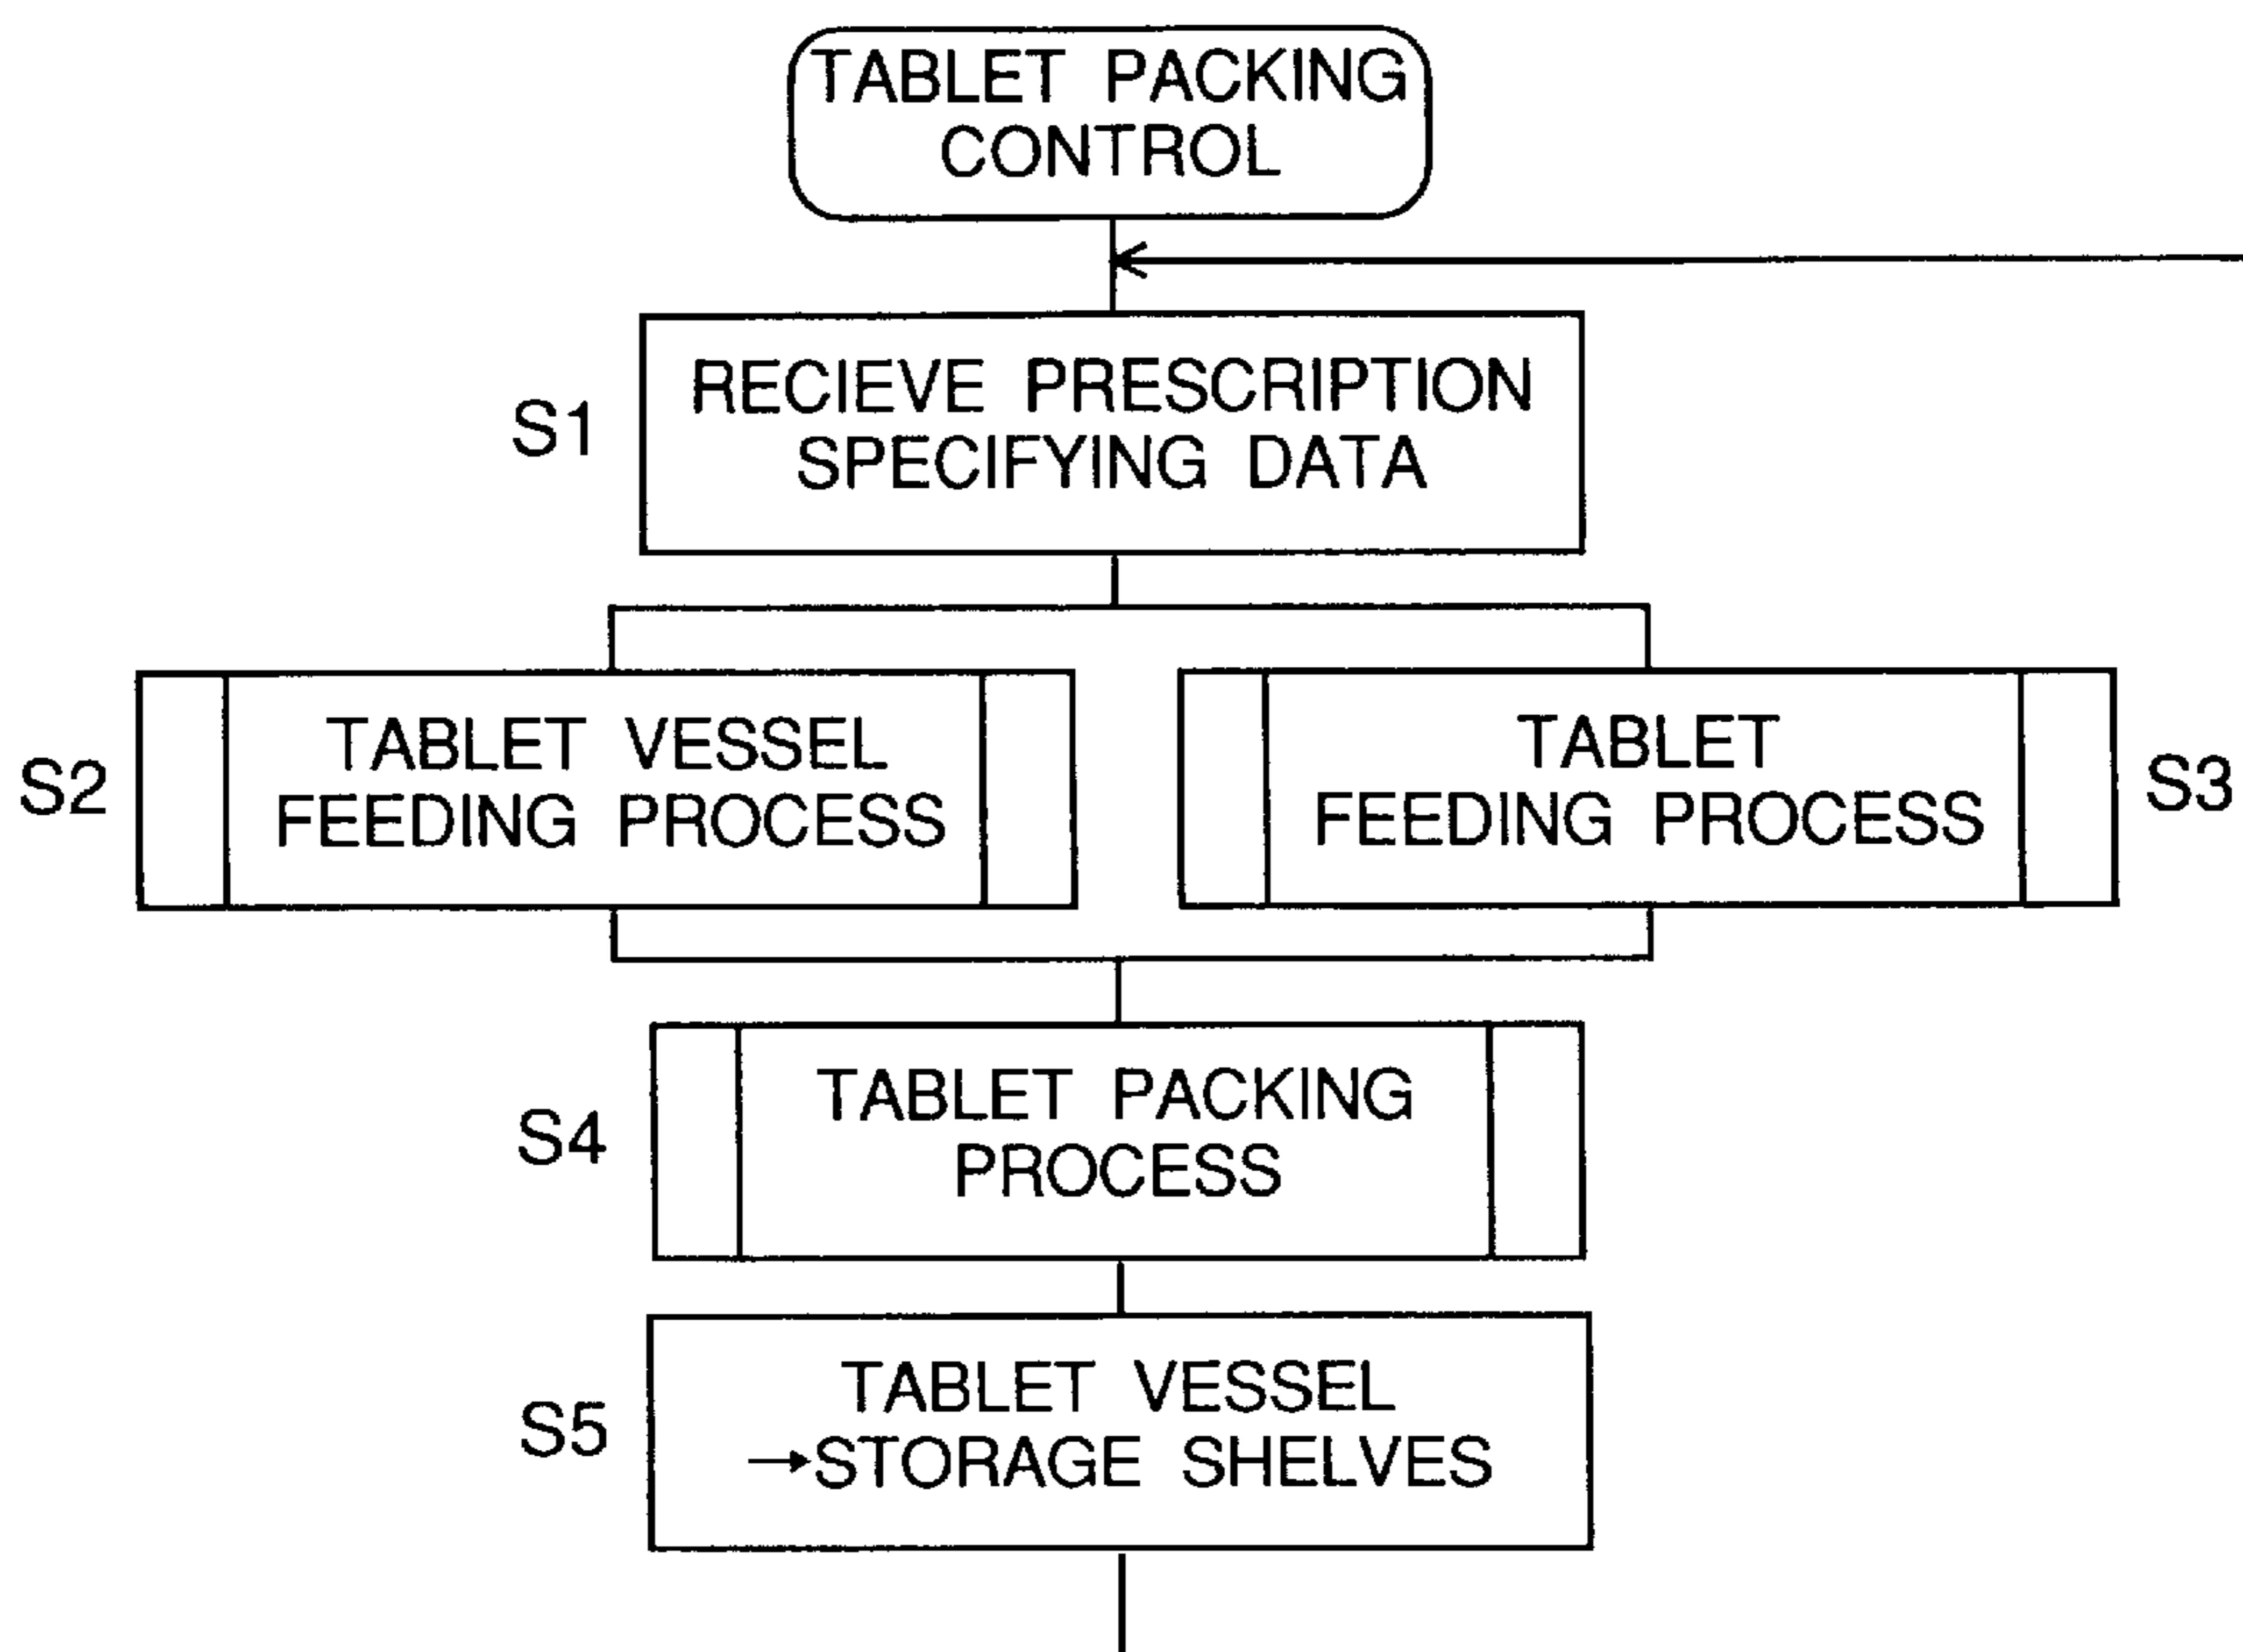 TABLET PACKING
CONTROL
S1
RECIEVE PRESCRIPTION
SPECIFYING DATA
S2
TABLET VESSEL
FEEDING PROCESS
TABLET
FEEDING PROCESS
S3
S4
TABLET PACKING
PROCESS
S5
TABLET VESSEL
→STORAGE SHELVES